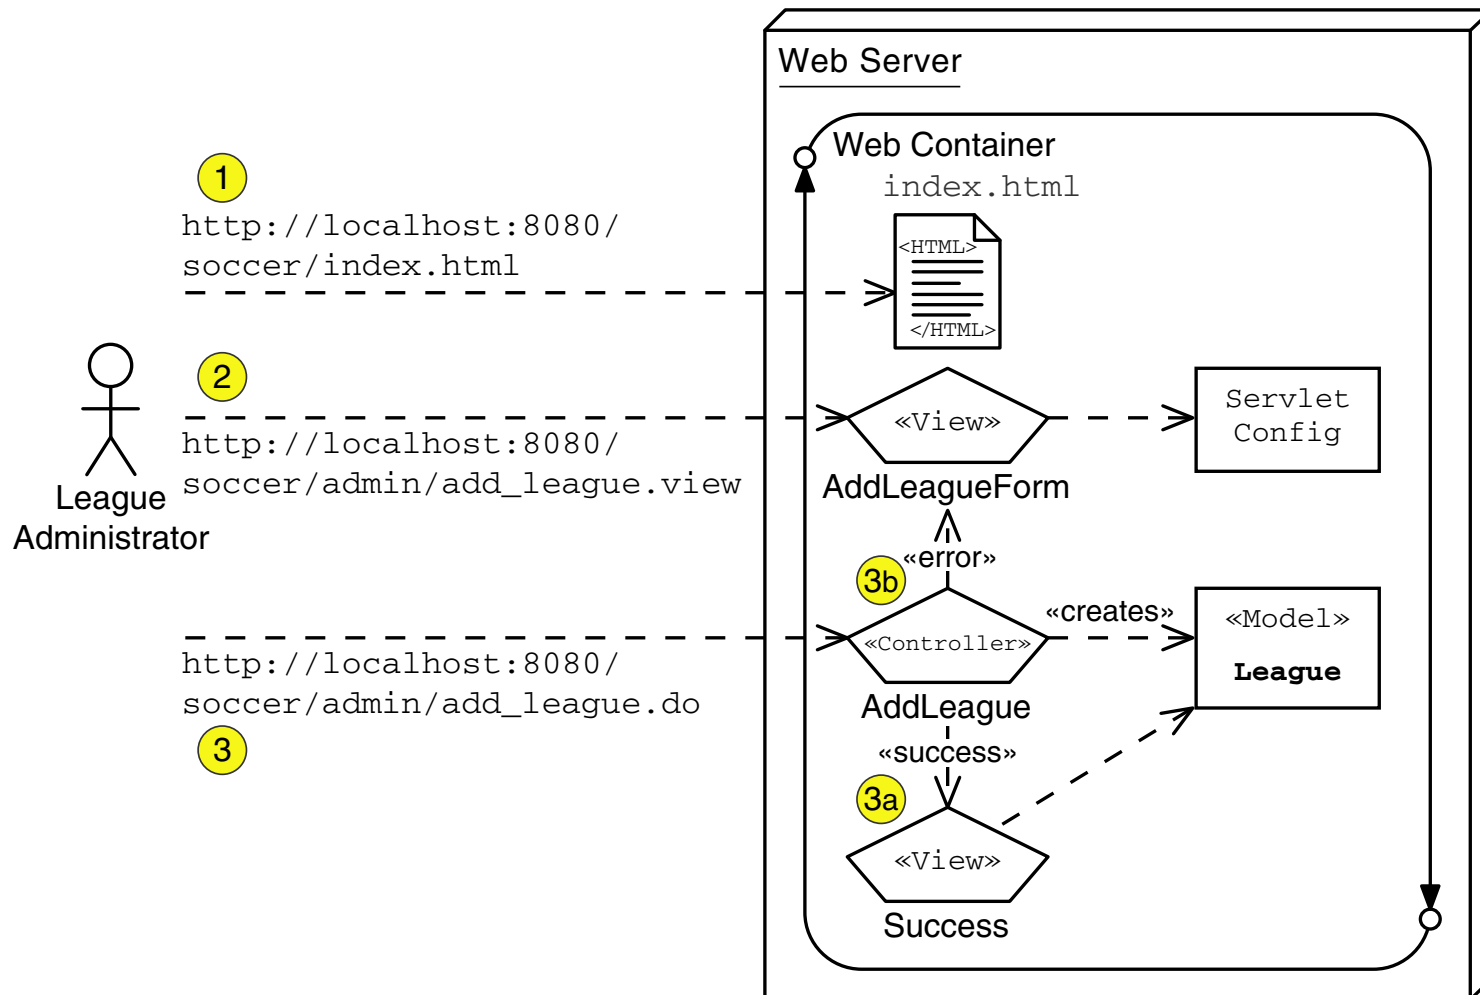 Web Server
Web Container
index.html
<HTML>
</HTML>
1
http://localhost:8080/
soccer/index.html
2
http://localhost:8080/
soccer/admin/add_league.view
League
Administrator
«View»
AddLeagueForm
Servlet
Config
«error»
3b
«Controller»
AddLeague
«creates»
«Model»
League
http://localhost:8080/
soccer/admin/add_league.do
3
«success»
3a
«View»
Success